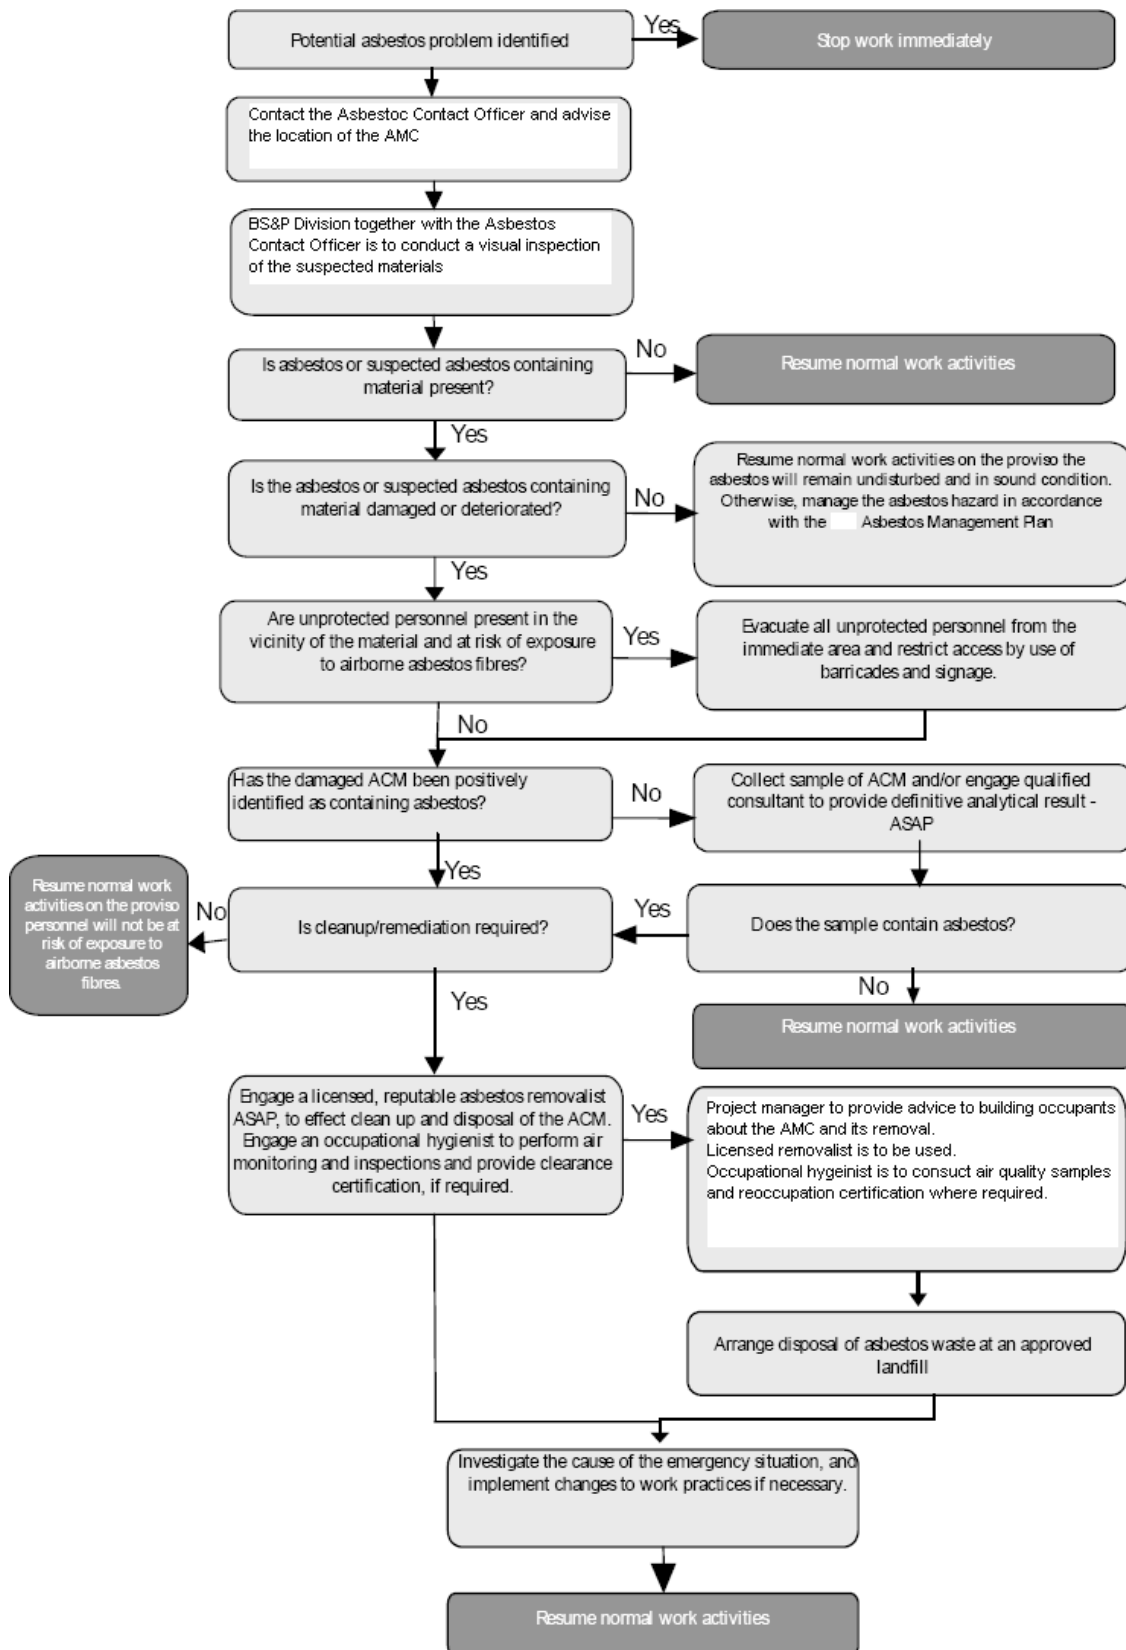 Potential asbestos problem identified
Yes
Stop work immediately
Contact the Asbestoc Contact Officer and advise
the location of the AMC
BS&P Division together with the Asbestos
Contact Officer is to conduct a visual inspection
of the suspected materials
Is asbestos or suspected asbestos containing
material present?
No
Resume normal work activities
Yes
Is the asbestos or suspected asbestos containing
material damaged or deteriorated?
No
Resume normal work activities on the proviso the
asbestos will remain undisturbed and in sound condition.
Otherwise, manage the asbestos hazard in accordance
with the Asbestos Management Plan
Yes
Are unprotected personnel present in the
vicinity of the material and at risk of exposure
to airborne asbestos fibres?
Yes
Evacuate all unprotected personnel from the
immediate area and restrict access by use of
barricades and signage.
No
Has the damaged ACM been positively
identified as containing asbestos?
No
Collect sample of ACM and/or engage qualified
consultant to provide definitive analytical result -
ASAP
Yes
Resume normal work
activities on the proviso
personnel will not be at
risk of exposure to
airborne asbestos
fibres.
No
Is cleanup/remediation required?
Yes
Does the sample contain asbestos?
No
Resume normal work activities
Yes
Engage a licensed, reputable asbestos removalist
ASAP, to effect clean up and disposal of the ACM.
Engage an occupational hygienist to perform air
monitoring and inspections and provide clearance
certification, if required.
Yes
Project manager to provide advice to building occupants
about the AMC and its removal.
Licensed removalist is to be used.
Occupational hygeinist is to consuct air quality samples
and reoccupation certification where required.
Arrange disposal of asbestos waste at an approved
landfill
Investigate the cause of the emergency situation, and
implement changes to work practices if necessary.
Resume normal work activities